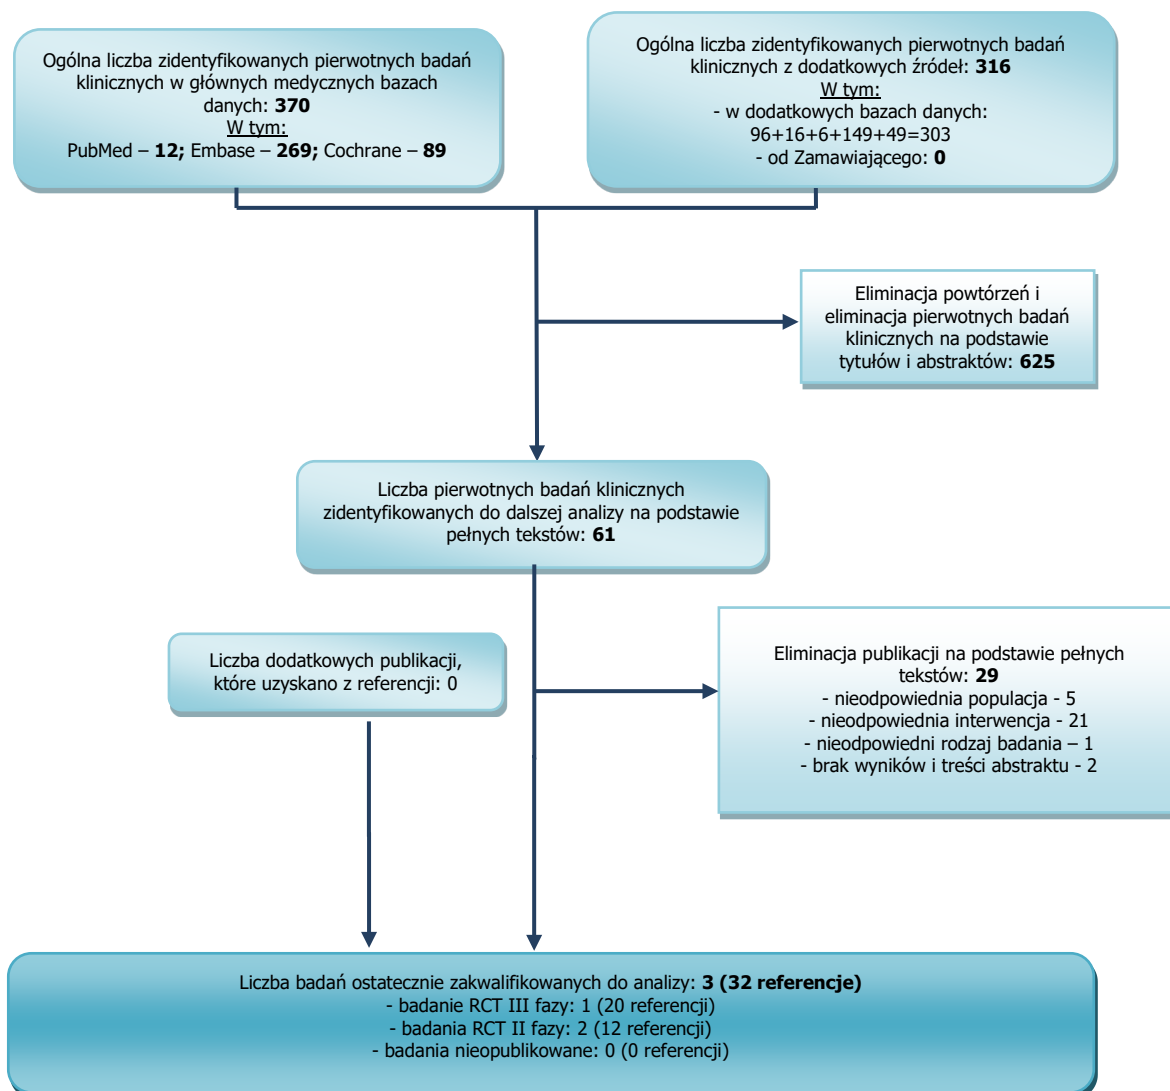 Ogólna liczba zidentyfikowanych pierwotnych badań
klinicznych w głównych medycznych bazach
danych: 370
W tym:
PubMed – 12; Embase – 269; Cochrane – 89
Ogólna liczba zidentyfikowanych pierwotnych badań
klinicznych z dodatkowych źródeł: 316
W tym:
- w dodatkowych bazach danych:
96+16+6+149+49=303
- od Zamawiającego: 0
Eliminacja powtórzeń i
eliminacja pierwotnych badań
klinicznych na podstawie
tytułów i abstraktów: 625
Liczba pierwotnych badań klinicznych
zidentyfikowanych do dalszej analizy na podstawie
pełnych tekstów: 61
Liczba dodatkowych publikacji,
które uzyskano z referencji: 0
Eliminacja publikacji na podstawie pełnych
tekstów: 29
- nieodpowiednia populacja - 5
- nieodpowiednia interwencja - 21
- nieodpowiedni rodzaj badania – 1
- brak wyników i treści abstraktu - 2
Liczba badań ostatecznie zakwalifikowanych do analizy: 3 (32 referencje)
- badanie RCT III fazy: 1 (20 referencji)
- badania RCT II fazy: 2 (12 referencji)
- badania nieopublikowane: 0 (0 referencji)